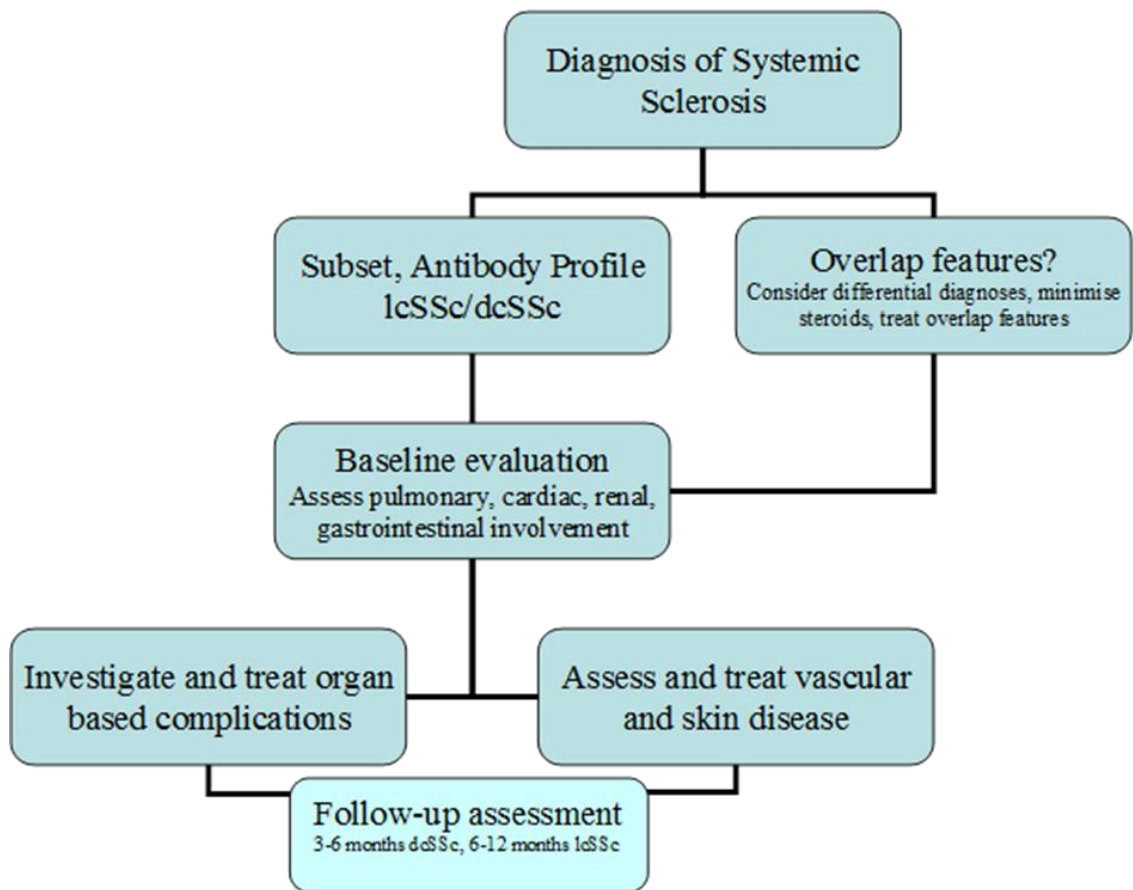 Diagnosis of Systemic
Sclerosis
Subset, Antibody Profile
lcSSc/dcSSc
Overlap features?
Consider differential diagnoses, minimise
steroids, treat overlap features
Baseline evaluation
Assess pulmonary, cardiac, renal,
gastrointestinal involvement
Investigate and treat organ
based complications
Assess and treat vascular
and skin disease
Follow-up assessment
3-6 months dcSSc, 6-12 months lcSSc